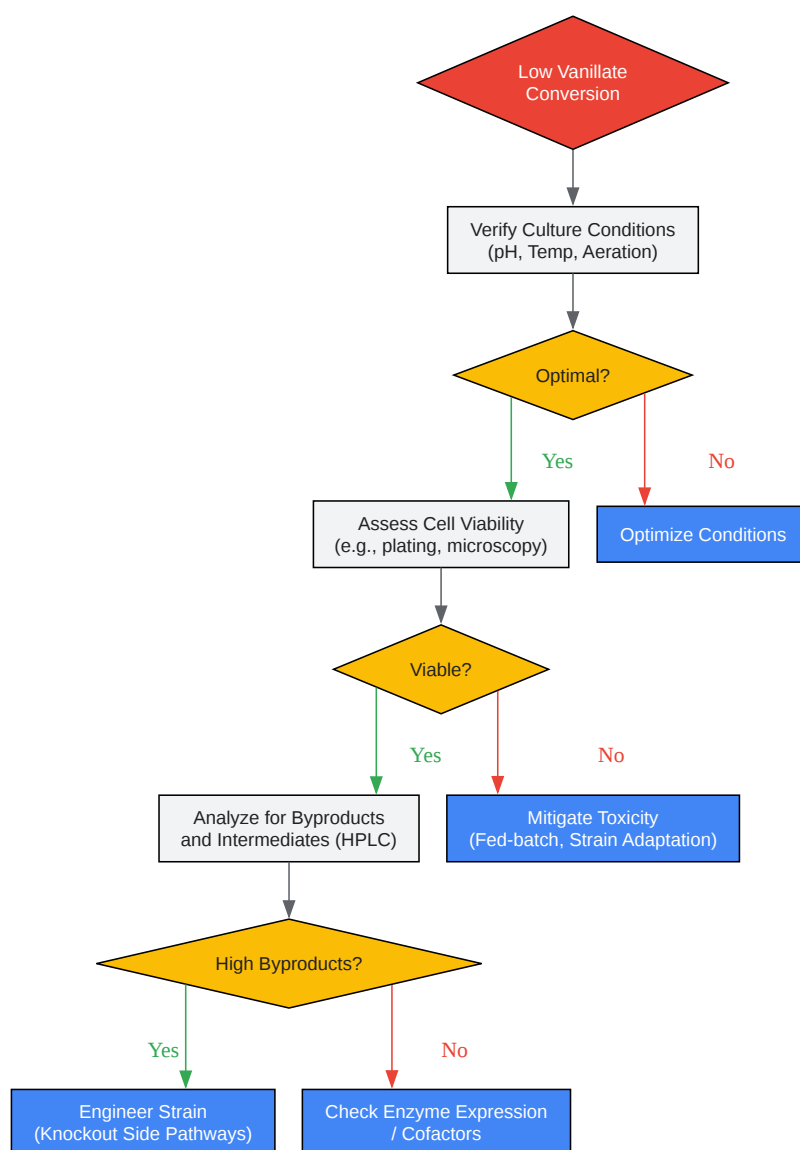 Low Vanillate
Conversion
Verify Culture Conditions
(pH, Temp, Aeration)
Optimal?
Yes
No
Assess Cell Viability
(e.g., plating, microscopy)
Optimize Conditions
Viable?
Yes
No
Analyze for Byproducts
and Intermediates (HPLC)
Mitigate Toxicity
(Fed-batch, Strain Adaptation)
High Byproducts?
Yes
No
Engineer Strain
(Knockout Side Pathways)
Check Enzyme Expression
/ Cofactors